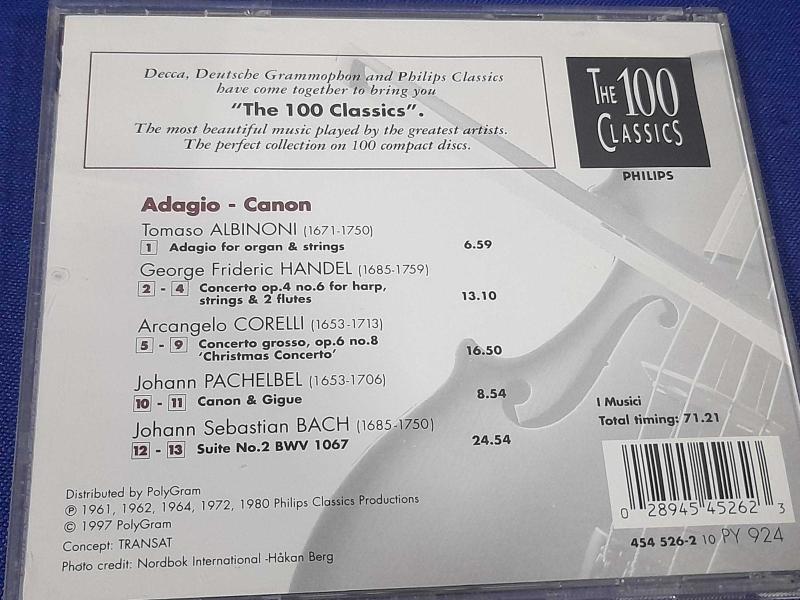 Decca, Deutsche Grammophon and Philips Classics
have come together to bring you
"The 100 Classics".
The most beautiful music played by the greatest artists.
The perfect collection on 100 compact discs.
THE 100
CLASSICS
PHILIPS
Adagio - Canon
Tomaso ALBINONI (1671-1750)
1 Adagio for organ & strings 6.59
George Frideric HANDEL (1685-1759)
2 - 4 Concerto op.4 no.6 for harp,
strings & 2 flutes 13.10
Arcangelo CORELLI (1653-1713)
5 - 9 Concerto grosso, op.6 no.8
'Christmas Concerto' 16.50
Johann PACHELBEL (1653-1706)
10 - 11 Canon & Gigue 8.54
Johann Sebastian BACH (1685-1750)
12 - 13 Suite No.2 BWV 1067 24.54
I Musici
Total timing: 71.21
Distributed by PolyGram
℗ 1961, 1962, 1964, 1972, 1980 Philips Classics Productions
© 1997 PolyGram
Concept: TRANSAT
Photo credit: Nordbok International -Håkan Berg
0 28945 45262 3
454 526-2 10 PY 924